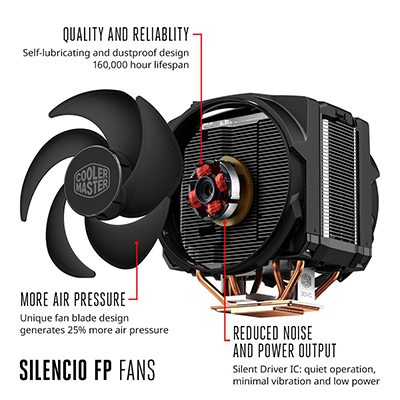 QUALITY AND RELIABLITY
Self-lubricating and dustproof design
160,000 hour lifespan
COOLER
MASTER
MORE AIR PRESSURE
Unique fan blade design
generates 25% more air pressure
REDUCED NOISE
AND POWER OUTPUT
Silent Driver IC: quiet operation,
minimal vibration and low power
SILENCIO FP FANS